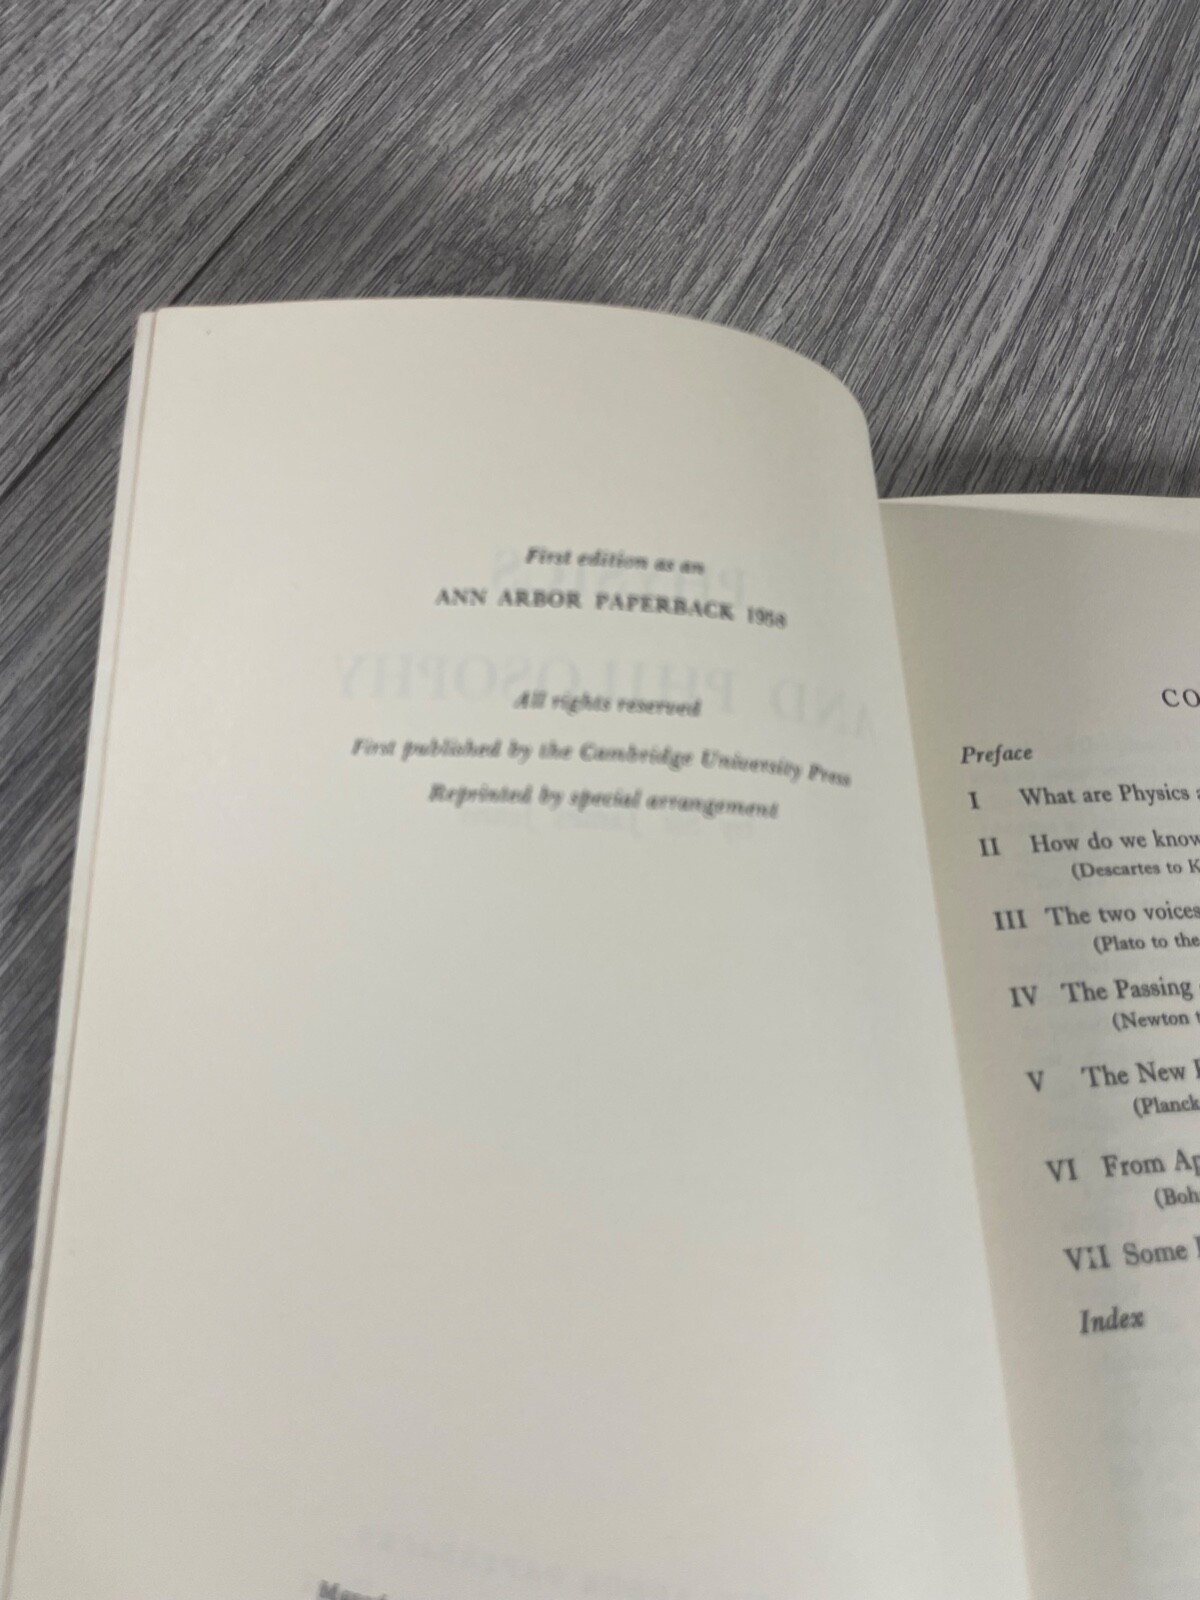 First edition as an
ANN ARBOR PAPERBACK 1958
All rights reserved
First published by the Cambridge University Press
Reprinted by special arrangement
CO
Preface
I What are Physics a
II How do we know
(Descartes to K
III The two voices
(Plato to the
IV The Passing
(Newton t
V The New
(Planck
VI From Ap
(Boh
VII Some
Index